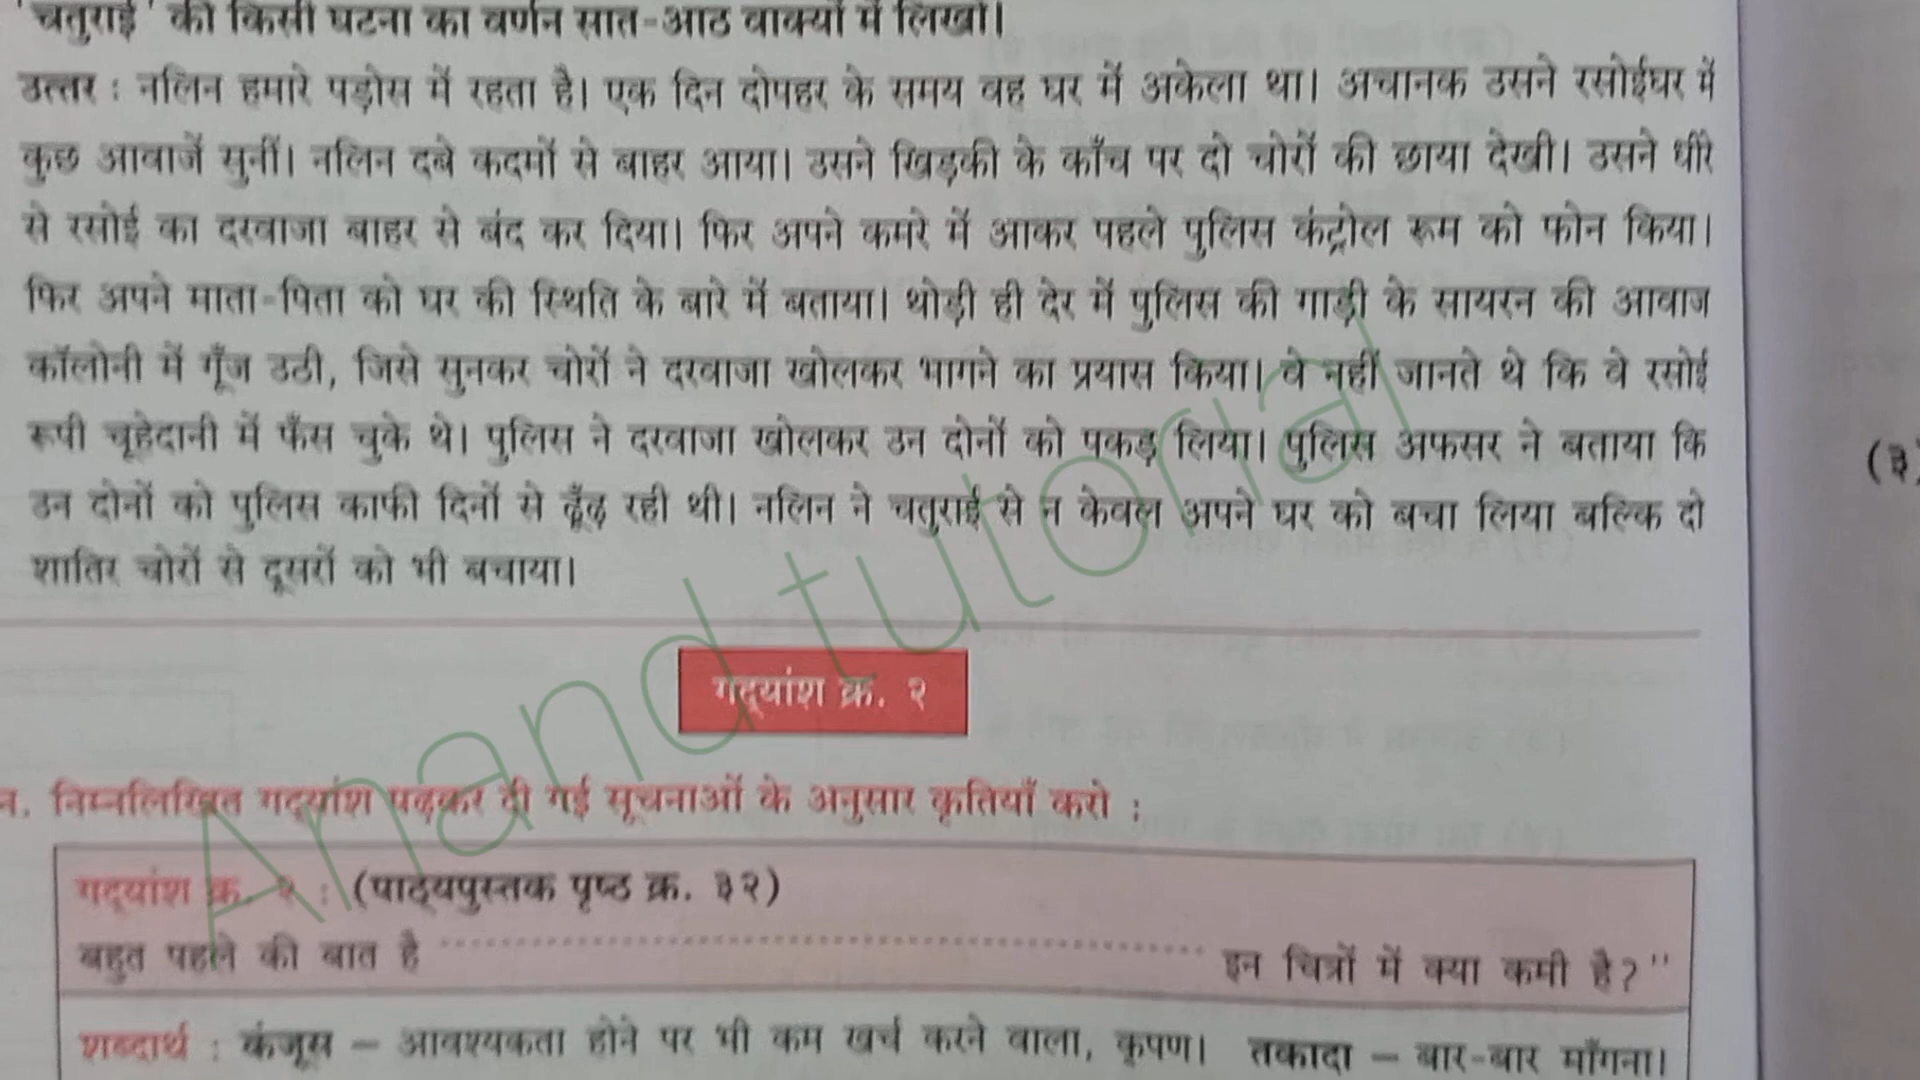 'चतुराई' की किसी घटना का वर्णन सात-आठ वाक्यों में लिखो।
उत्तर : नलिन हमारे पड़ोस में रहता है। एक दिन दोपहर के समय वह घर में अकेला था। अचानक उसने रसोईघर में
कुछ आवाजें सुनीं। नलिन दबे कदमों से बाहर आया। उसने खिड़की के काँच पर दो चोरों की छाया देखी। उसने धीरे
से रसोई का दरवाजा बाहर से बंद कर दिया। फिर अपने कमरे में आकर पहले पुलिस कंट्रोल रूम को फोन किया।
फिर अपने माता-पिता को घर की स्थिति के बारे में बताया। थोड़ी ही देर में पुलिस की गाड़ी के सायरन की आवाज
कॉलोनी में गूँज उठी, जिसे सुनकर चोरों ने दरवाजा खोलकर भागने का प्रयास किया। वे नहीं जानते थे कि वे रसोई
रूपी चूहेदानी में फँस चुके थे। पुलिस ने दरवाजा खोलकर उन दोनों को पकड़ लिया। पुलिस अफसर ने बताया कि
(३)
उन दोनों को पुलिस काफी दिनों से ढूँढ़ रही थी। नलिन ने चतुराई से न केवल अपने घर को बचा लिया बल्कि दो
शातिर चोरों से दूसरों को भी बचाया।
Anand tutorial
गद्यांश क्र. २
न. निम्नलिखित गद्यांश पढ़कर दी गई सूचनाओं के अनुसार कृतियाँ करो :
गद्यांश क्र. २ : (पाठ्यपुस्तक पृष्ठ क्र. ३२)
बहुत पहले की बात है ........................ इन चित्रों में क्या कमी है?''
शब्दार्थ : कंजूस – आवश्यकता होने पर भी कम खर्च करने वाला, कृपण। तकादा – बार-बार माँगना।